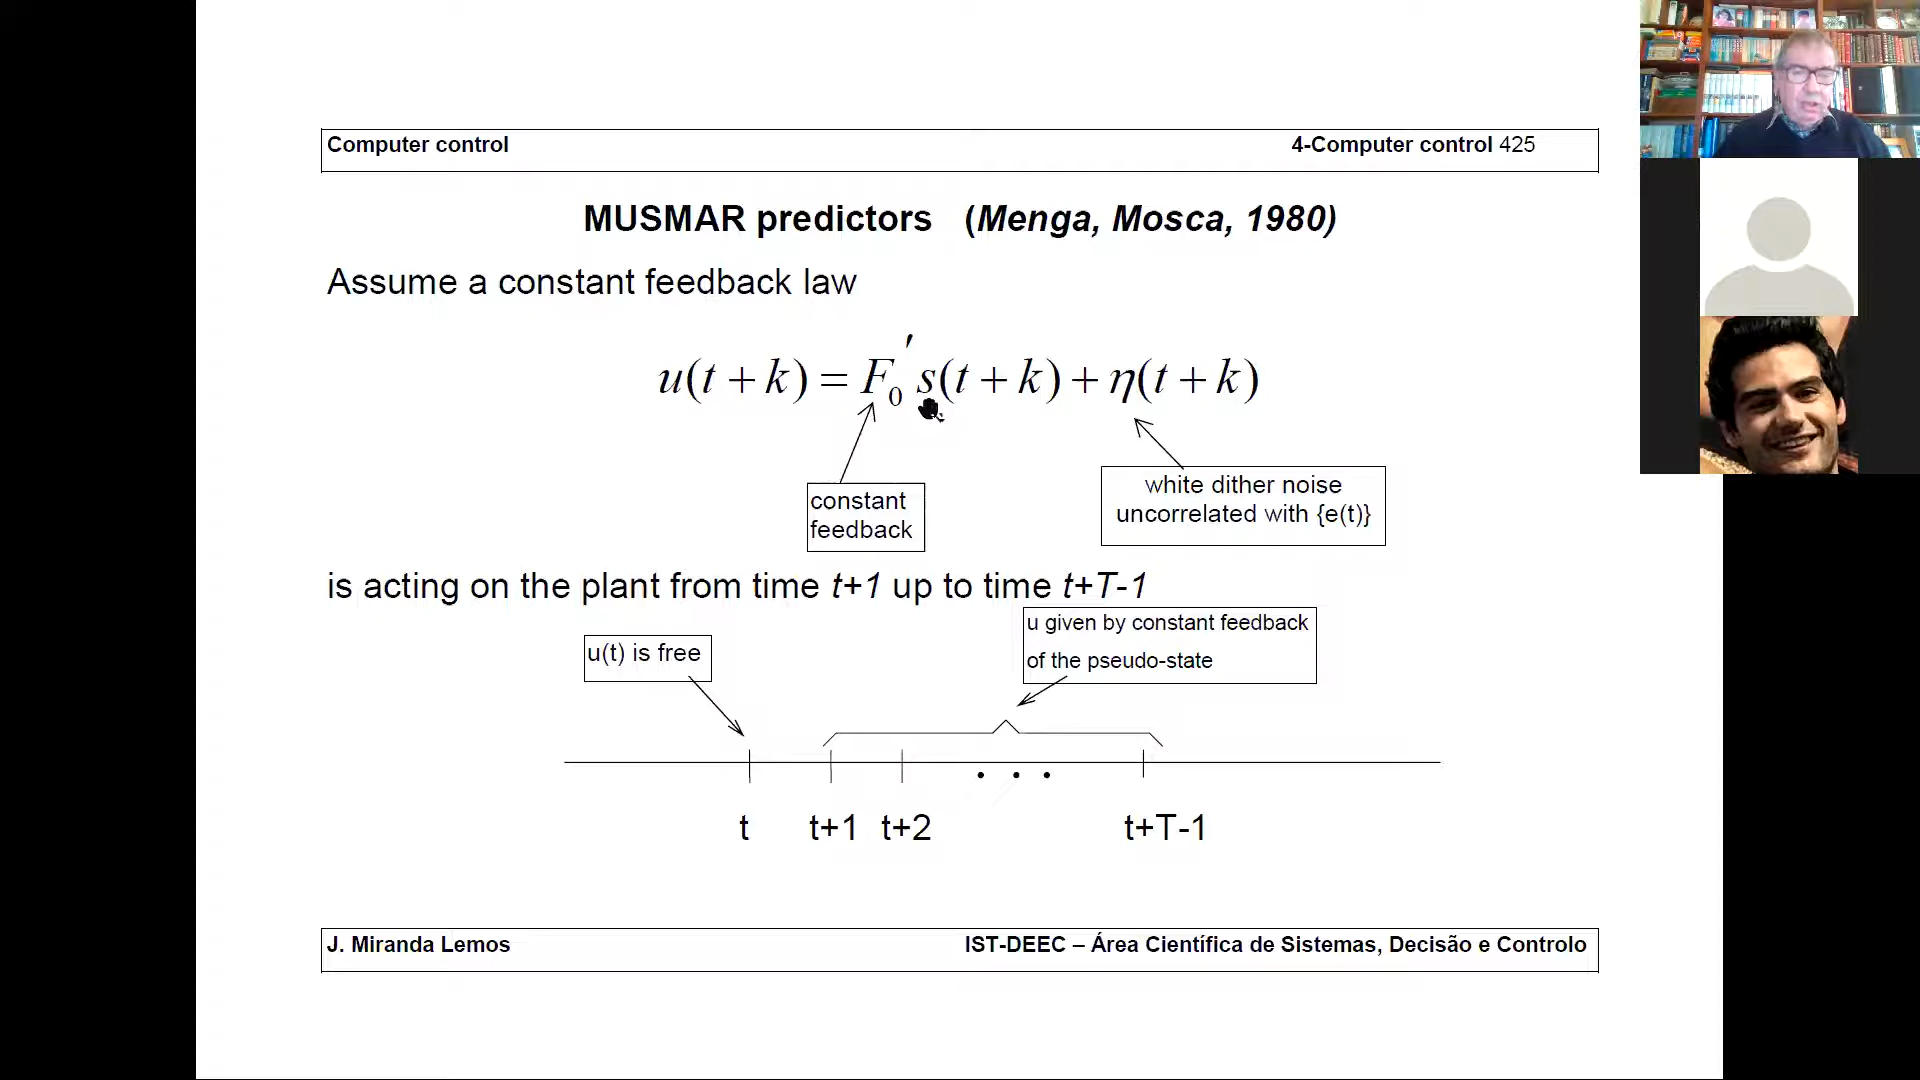 Computer control
4-Computer control 425
MUSMAR predictors (Menga, Mosca, 1980)
Assume a constant feedback law
u(t + k) = F₀′s(t + k) + η(t + k)
constant
feedback
white dither noise
uncorrelated with {e(t)}
is acting on the plant from time t+1 up to time t+T-1
u(t) is free
u given by constant feedback
of the pseudo-state
t t+1 t+2 . . . t+T-1
J. Miranda Lemos
IST-DEEC – Área Científica de Sistemas, Decisão e Controlo